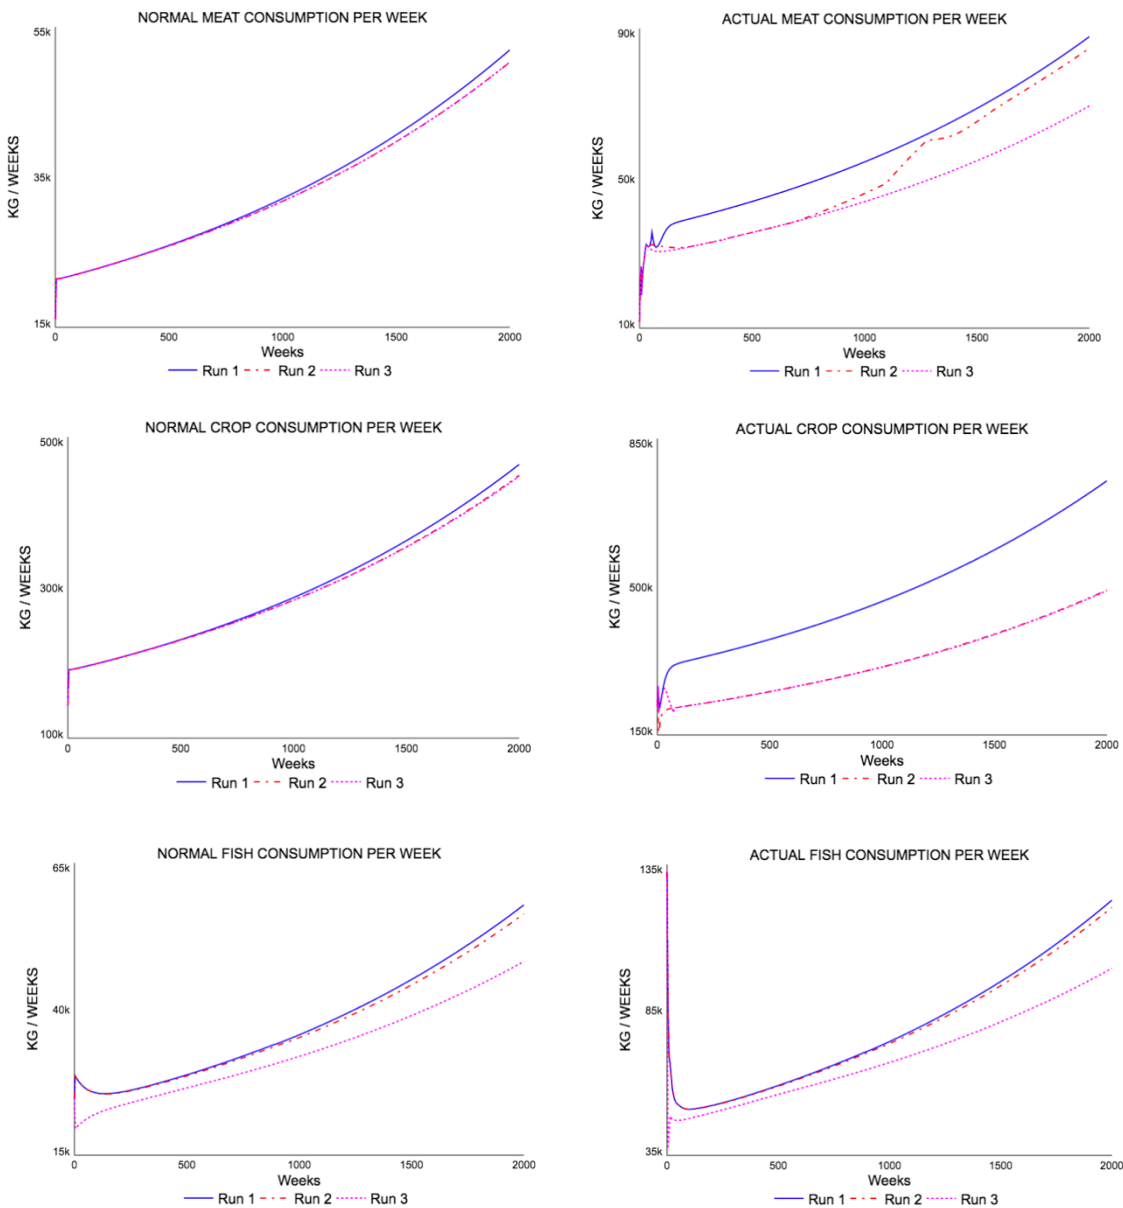 NORMAL MEAT CONSUMPTION PER WEEK
55k
35k
15k
KG / WEEKS
0 500 1000 1500 2000
Weeks
Run 1 Run 2 Run 3
ACTUAL MEAT CONSUMPTION PER WEEK
90k
50k
10k
KG / WEEKS
0 500 1000 1500 2000
Weeks
Run 1 Run 2 Run 3
NORMAL CROP CONSUMPTION PER WEEK
500k
300k
100k
KG / WEEKS
0 500 1000 1500 2000
Weeks
Run 1 Run 2 Run 3
ACTUAL CROP CONSUMPTION PER WEEK
850k
500k
150k
KG / WEEKS
0 500 1000 1500 2000
Weeks
Run 1 Run 2 Run 3
NORMAL FISH CONSUMPTION PER WEEK
65k
40k
15k
KG / WEEKS
0 500 1000 1500 2000
Weeks
Run 1 Run 2 Run 3
ACTUAL FISH CONSUMPTION PER WEEK
135k
85k
35k
KG / WEEKS
0 500 1000 1500 2000
Weeks
Run 1 Run 2 Run 3